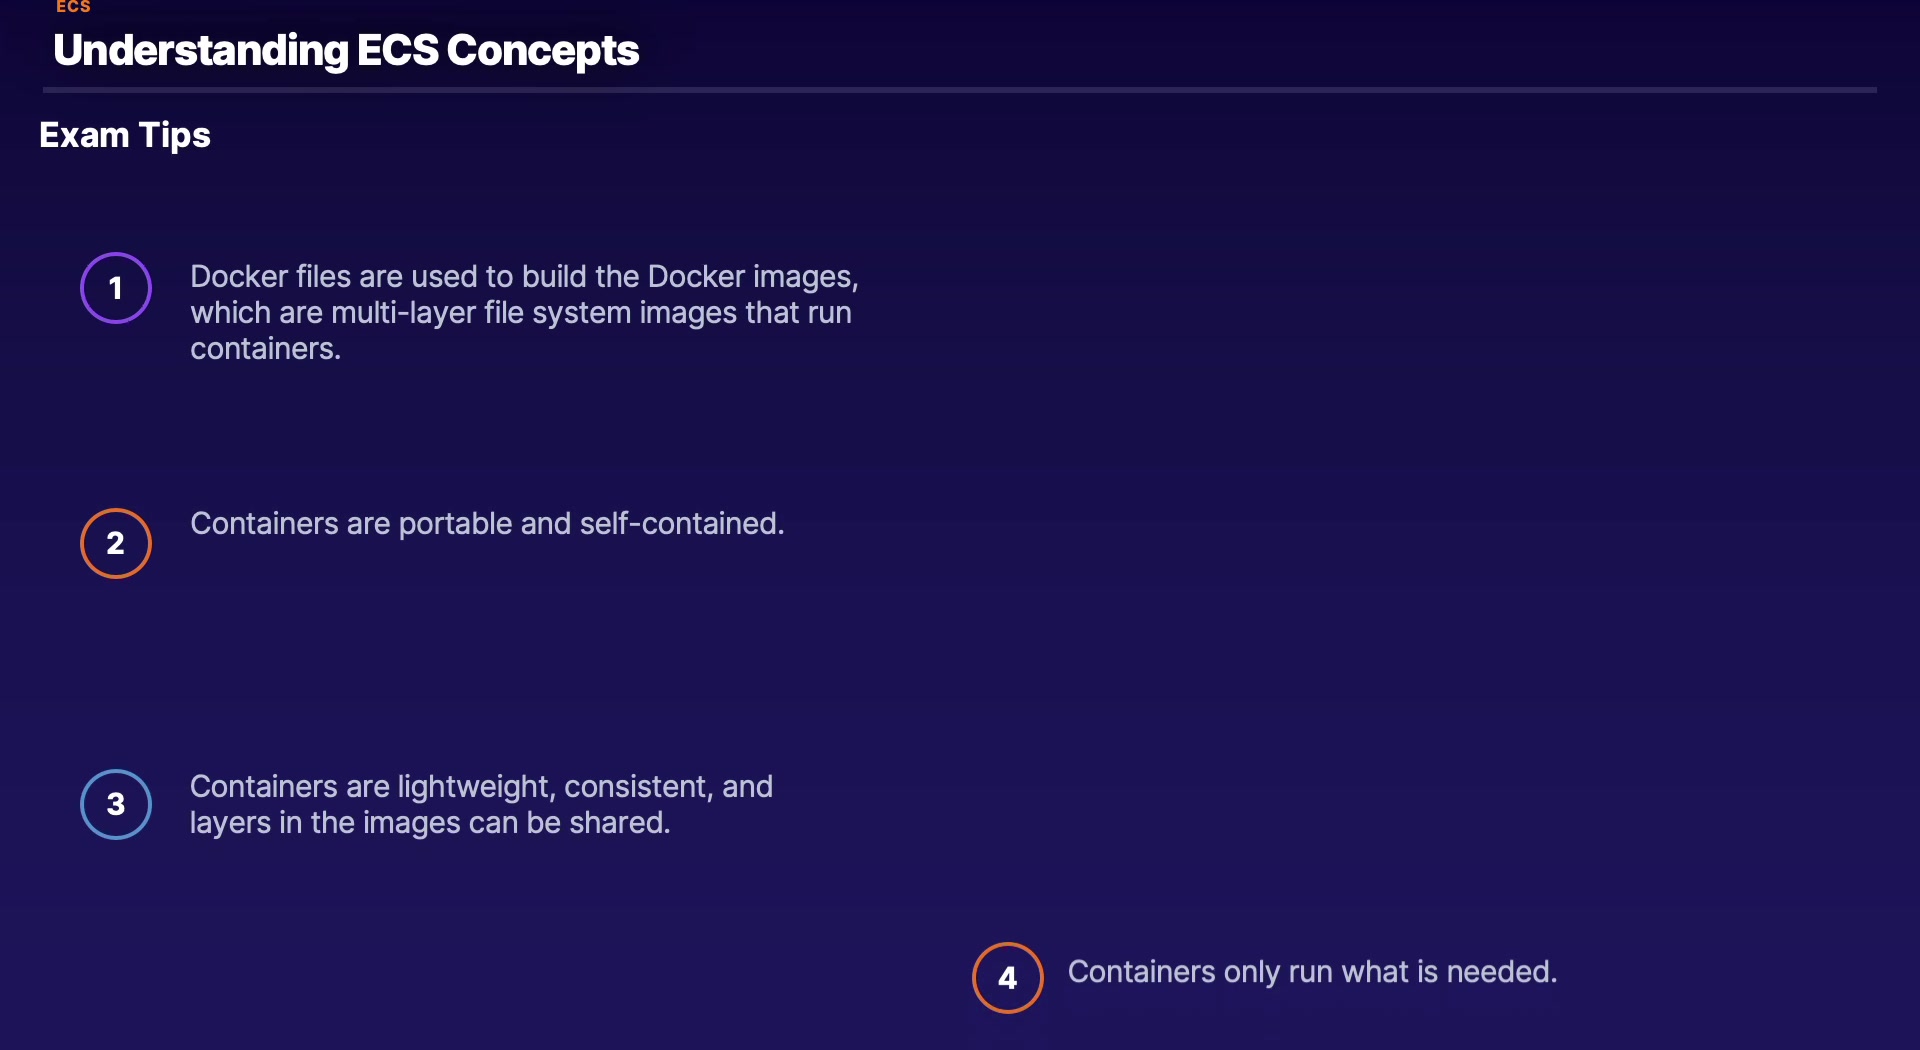 ECS
Understanding ECS Concepts
Exam Tips
1
Docker files are used to build the Docker images,
which are multi-layer file system images that run
containers.
2
Containers are portable and self-contained.
3
Containers are lightweight, consistent, and
layers in the images can be shared.
4
Containers only run what is needed.